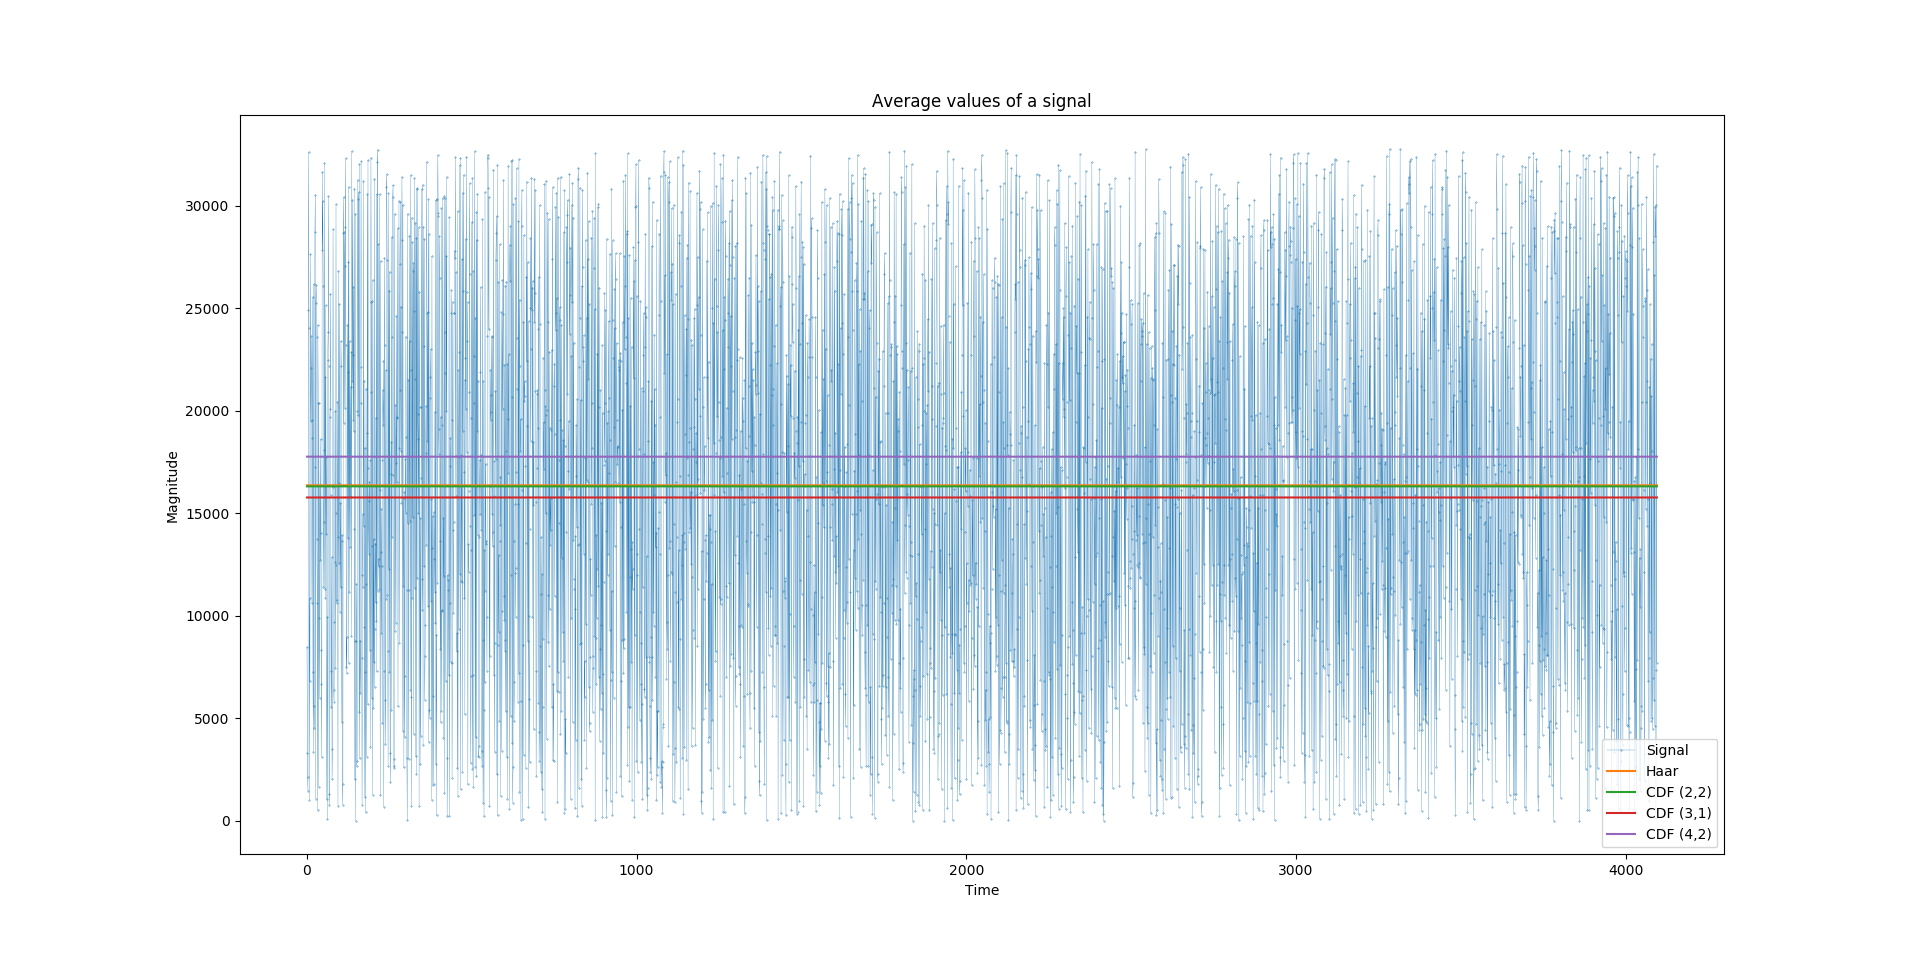 Average values of a signal
Magnitude
30000
25000
20000
15000
10000
5000
0
0 1000 2000 3000 4000
Time
Signal
Haar
CDF (2,2)
CDF (3,1)
CDF (4,2)